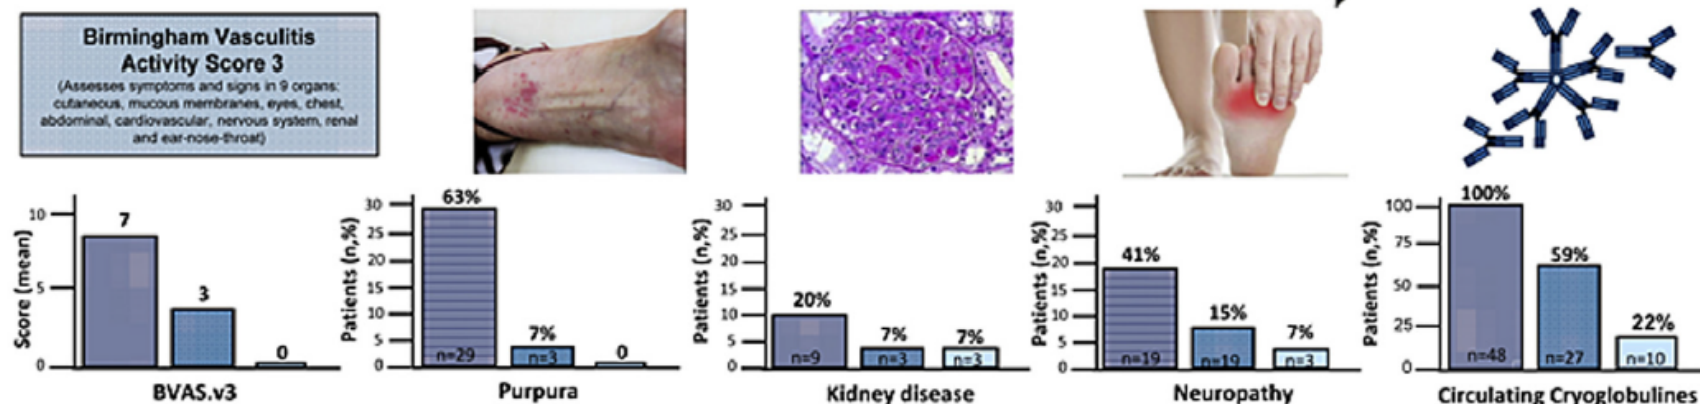 Birmingham Vasculitis
Activity Score 3
(Assesses symptoms and signs in 9 organs:
cutaneous, mucous membranes, eyes, chest,
abdominal, cardiovascular, nervous system, renal
and ear-nose-throat)
Score (mean)
10
5
0
7
3
0
BVAS.v3
Patients (n,%)
30
25
20
15
10
5
0
63%
n=29
7%
n=3
0
Purpura
Patients (n,%)
30
25
20
15
10
5
0
20%
n=9
7%
n=3
7%
n=3
Kidney disease
Patients (n,%)
30
25
20
15
10
5
0
41%
n=19
15%
n=19
7%
n=3
Neuropathy
Patients (n,%)
100
75
50
25
0
100%
n=48
59%
n=27
22%
n=10
Circulating Cryoglobulines